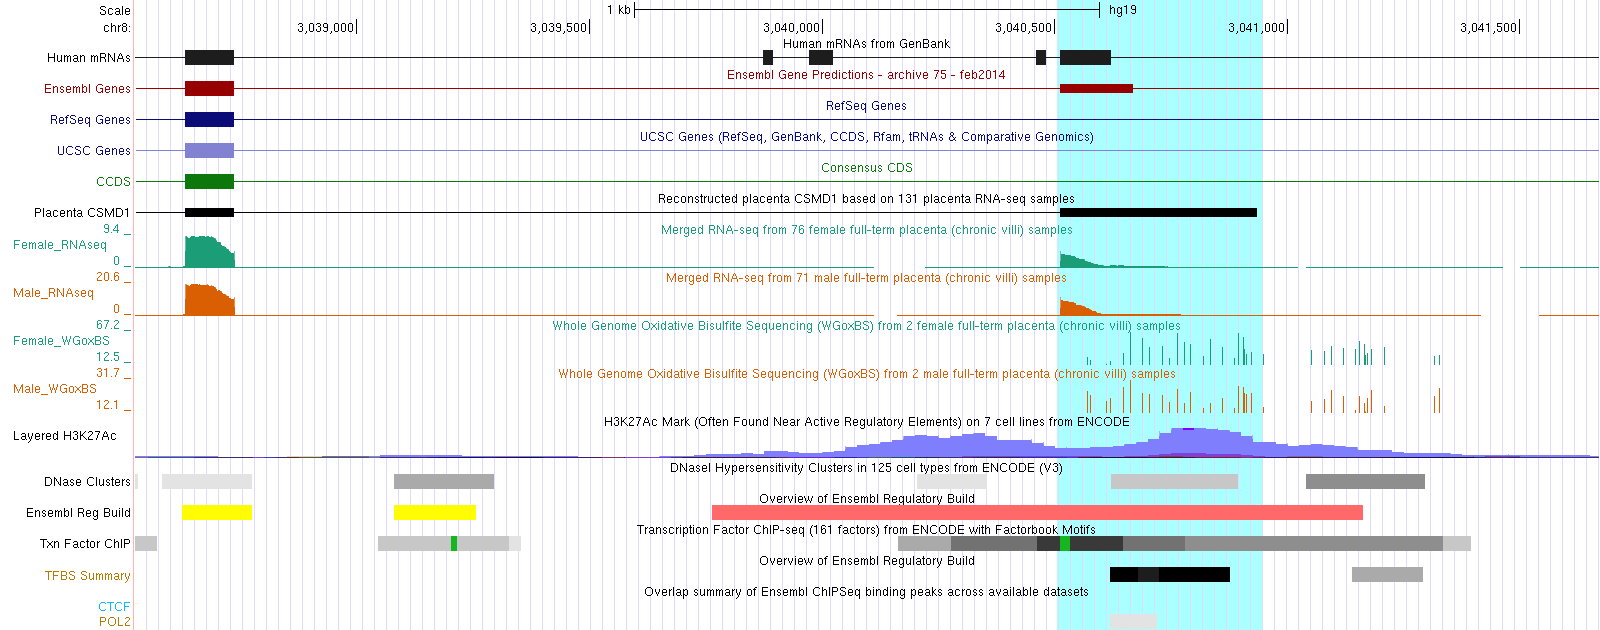 Scale 1 kb hg19
chr8: 3,039,000 3,039,500 3,040,000 3,040,500 3,041,000 3,041,500
Human mRNAs from GenBank
Human mRNAs
Ensembl Gene Predictions - archive 75 - feb2014
Ensembl Genes
RefSeq Genes
RefSeq Genes
UCSC Genes (RefSeq, GenBank, CCDS, Rfam, tRNAs & Comparative Genomics)
UCSC Genes
Consensus CDS
CCDS
Reconstructed placenta CSMD1 based on 131 placenta RNA-seq samples
Placenta CSMD1
9.4 _ Merged RNA-seq from 76 female full-term placenta (chronic villi) samples
Female_RNAseq
0 _
20.6 _ Merged RNA-seq from 71 male full-term placenta (chronic villi) samples
Male_RNAseq
0 _
67.2 _ Whole Genome Oxidative Bisulfite Sequencing (WGoxBS) from 2 female full-term placenta (chronic villi) samples
Female_WGoxBS
12.5 _
31.7 _ Whole Genome Oxidative Bisulfite Sequencing (WGoxBS) from 2 male full-term placenta (chronic villi) samples
Male_WGoxBS
12.1 _
H3K27Ac Mark (Often Found Near Active Regulatory Elements) on 7 cell lines from ENCODE
Layered H3K27Ac
DNaseI Hypersensitivity Clusters in 125 cell types from ENCODE (V3)
DNase Clusters
Overview of Ensembl Regulatory Build
Ensembl Reg Build
Transcription Factor ChIP-seq (161 factors) from ENCODE with Factorbook Motifs
Txn Factor ChIP
Overview of Ensembl Regulatory Build
TFBS Summary
Overlap summary of Ensembl ChIPSeq binding peaks across available datasets
CTCF
POL2